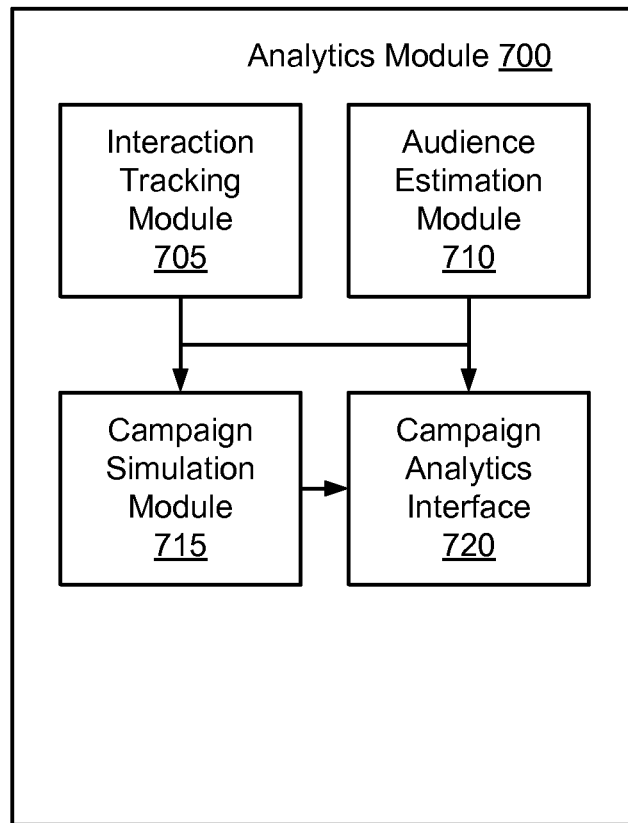 Analytics Module 700
Interaction
Tracking
Module
705
Audience
Estimation
Module
710
Campaign
Simulation
Module
715
Campaign
Analytics
Interface
720